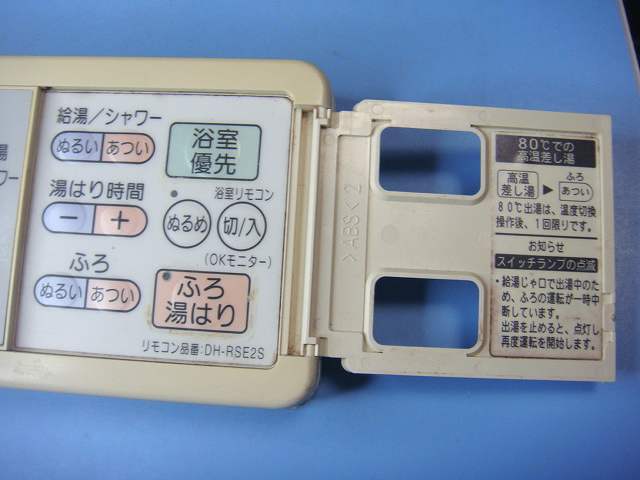 湯
ワー
給湯/シャワー
ぬるい あつい
浴室
優先
湯はり時間
− +
浴室リモコン
ぬるめ
切/入
(OKモニター)
ふろ
ぬるい あつい
ふろ
湯はり
リモコン品番:DH-RSE2S
>ABS<2
80℃での
高温差し湯
高温
差し湯 ▶ ふろ
あつい
80℃出湯は、温度切換
操作後、1回限りです。
お知らせ
スイッチランプの点滅
・給湯じゃ口で出湯中のた
め、ふろの運転が一時中
断しています。
出湯を止めると、点灯し
再度運転を開始します。